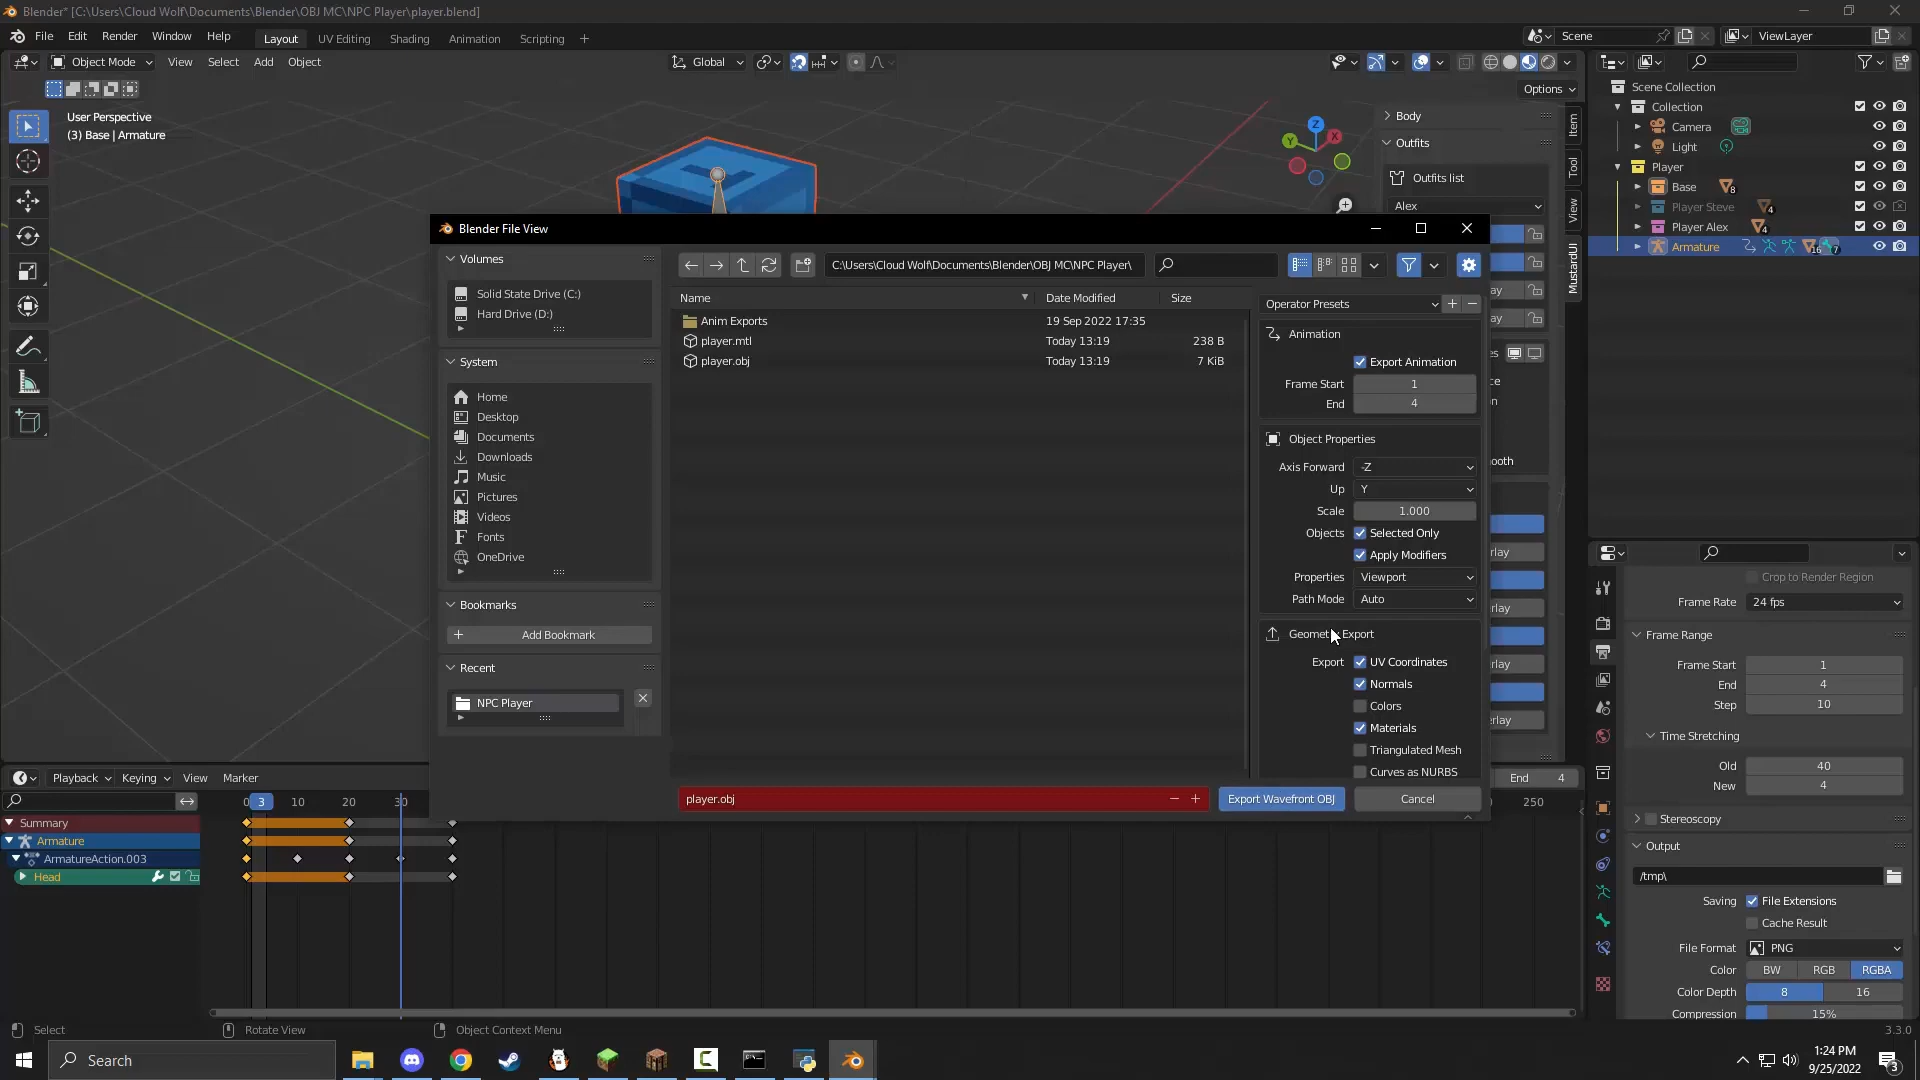 Blender* [C:\Users\Cloud Wolf\Documents\Blender\OBJ MC\NPC Player\player.blend]
File Edit Render Window Help Layout UV Editing Shading Animation Scripting +
Scene ViewLayer
Object Mode View Select Add Object Global
Options
User Perspective
(3) Base | Armature
Z
Y
X
Body
Outfits
Outfits list
Alex
Item
Tool
View
MustardUI
Scene Collection
Collection
Camera
Light
Player
Base 8
Player Steve 4
Player Alex 4
Armature 16 7
Blender File View
Volumes
Solid State Drive (C:)
Hard Drive (D:)
System
Home
Desktop
Documents
Downloads
Music
Pictures
Videos
Fonts
OneDrive
Bookmarks
+ Add Bookmark
Recent
NPC Player
C:\Users\Cloud Wolf\Documents\Blender\OBJ MC\NPC Player\
Name Date Modified Size
Anim Exports 19 Sep 2022 17:35
player.mtl Today 13:19 238 B
player.obj Today 13:19 7 KiB
Operator Presets
Animation
Export Animation
Frame Start 1
End 4
Object Properties
Axis Forward -Z
Up Y
Scale 1.000
Objects Selected Only
Apply Modifiers
Properties Viewport
Path Mode Auto
Export
Export UV Coordinates
Normals
Colors
Materials
Triangulated Mesh
Curves as NURBS
player.obj
Export Wavefront OBJ Cancel
Crop to Render Region
Frame Rate 24 fps
Frame Range
Frame Start 1
End 4
Step 10
Time Stretching
Old 40
New 4
Stereoscopy
Output
/tmp\
Saving File Extensions
Cache Result
File Format PNG
Color BW RGB RGBA
Color Depth 8 16
Compression 15%
Playback Keying View Marker
End 4
0 3 10 20 30 250
Summary
Armature
ArmatureAction.003
Head
Select Rotate View Object Context Menu
3.3.0
Search
1:24 PM
9/25/2022
3